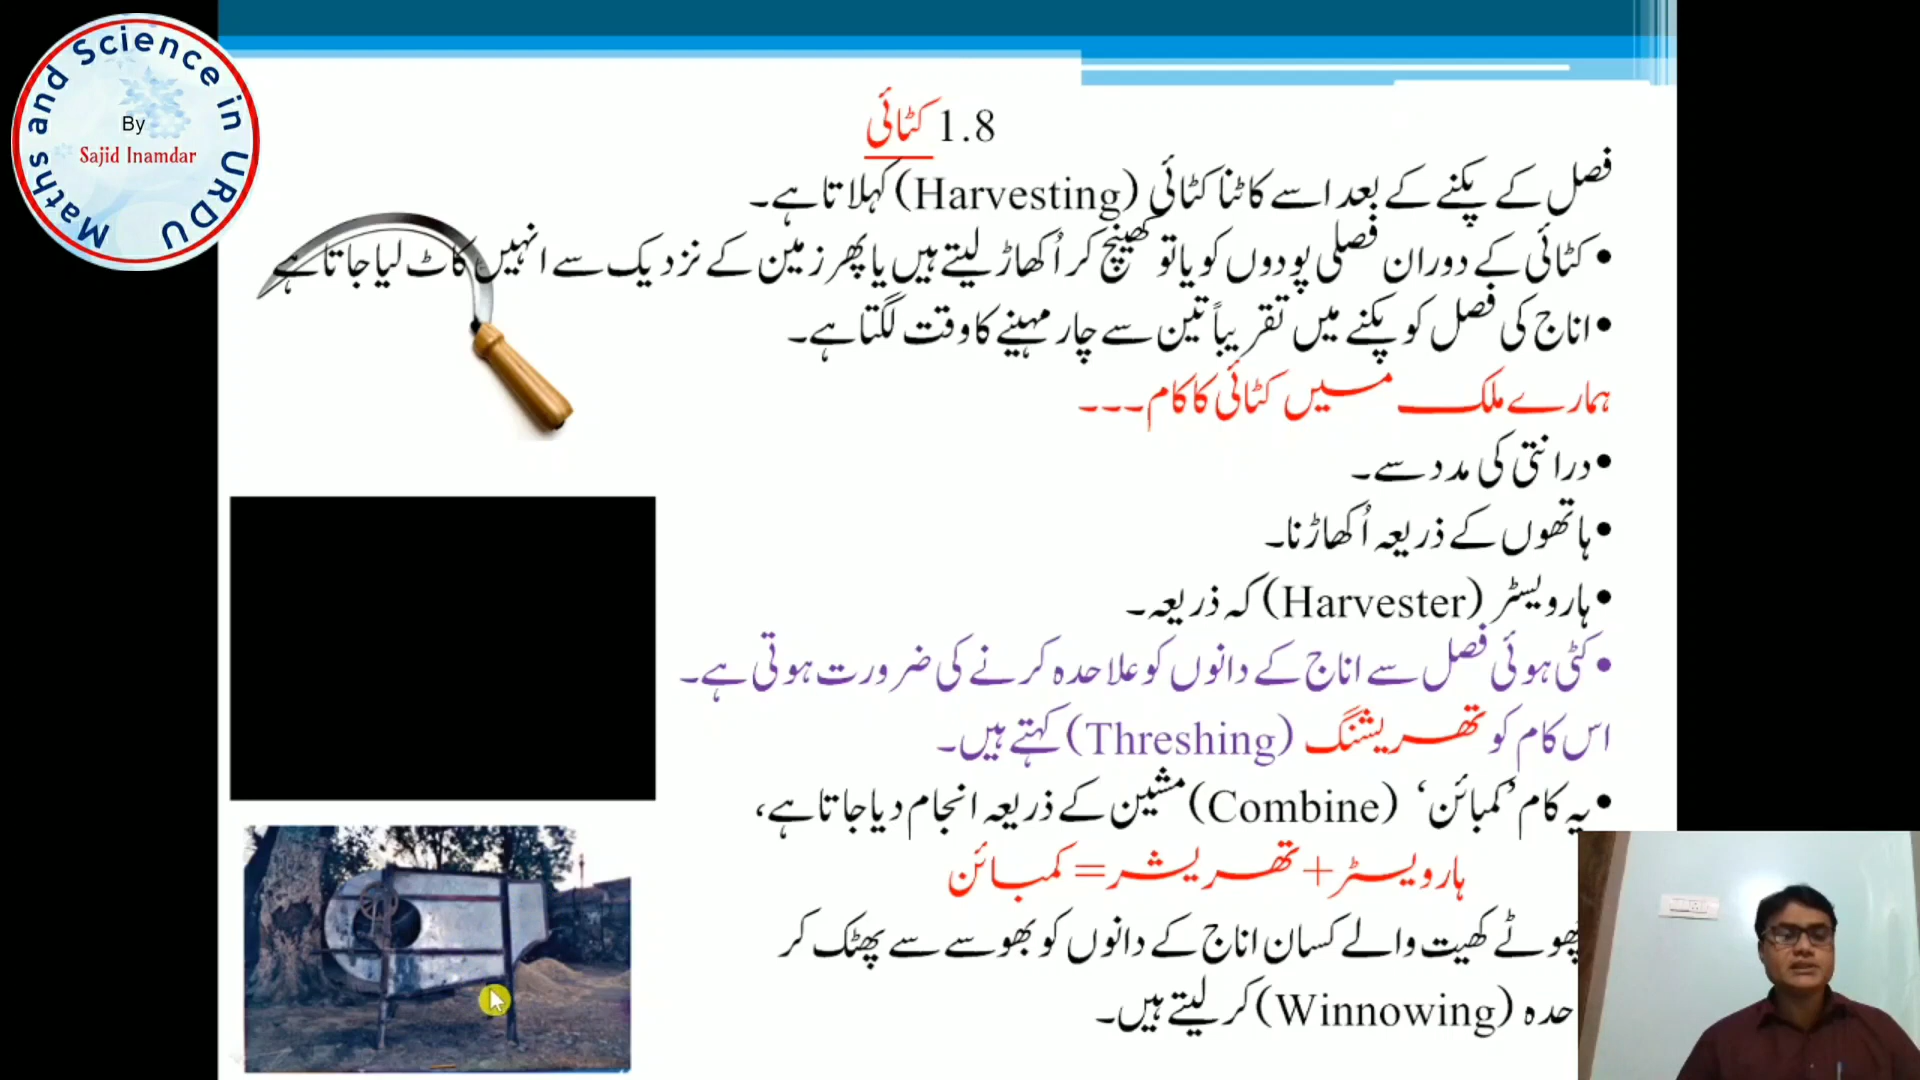 Maths and Science in URDU
By
Sajid Inamdar
1.8 کٹائی
فصل کے پکنے کے بعد اسے کاٹنا کٹائی (Harvesting) کہلاتا ہے۔
• کٹائی کے دوران فصلی پودوں کو یا تو کھینچ کر اُکھاڑ لیتے ہیں یا پھر زمین کے نزدیک سے انہیں کاٹ لیا جاتا ہے
• اناج کی فصل کو پکنے میں تقریباً تین سے چار مہینے کا وقت لگتا ہے۔
ہمارے ملک میں کٹائی کا کام۔۔۔
• درانتی کی مدد سے۔
• ہاتھوں کے ذریعہ اُکھاڑنا۔
• ہارویسٹر (Harvester) کہ ذریعہ۔
• کٹی ہوئی فصل سے اناج کے دانوں کو علاحدہ کرنے کی ضرورت ہوتی ہے۔
اس کام کو تھریشنگ (Threshing) کہتے ہیں۔
• یہ کام ’کمبائن‘ (Combine) مشین کے ذریعہ انجام دیا جاتا ہے،
ہارویسٹر + تھریشر = کمبائن
چھوٹے کھیت والے کسان اناج کے دانوں کو بھوسے سے پھٹک کر
حدہ (Winnowing) کر لیتے ہیں۔